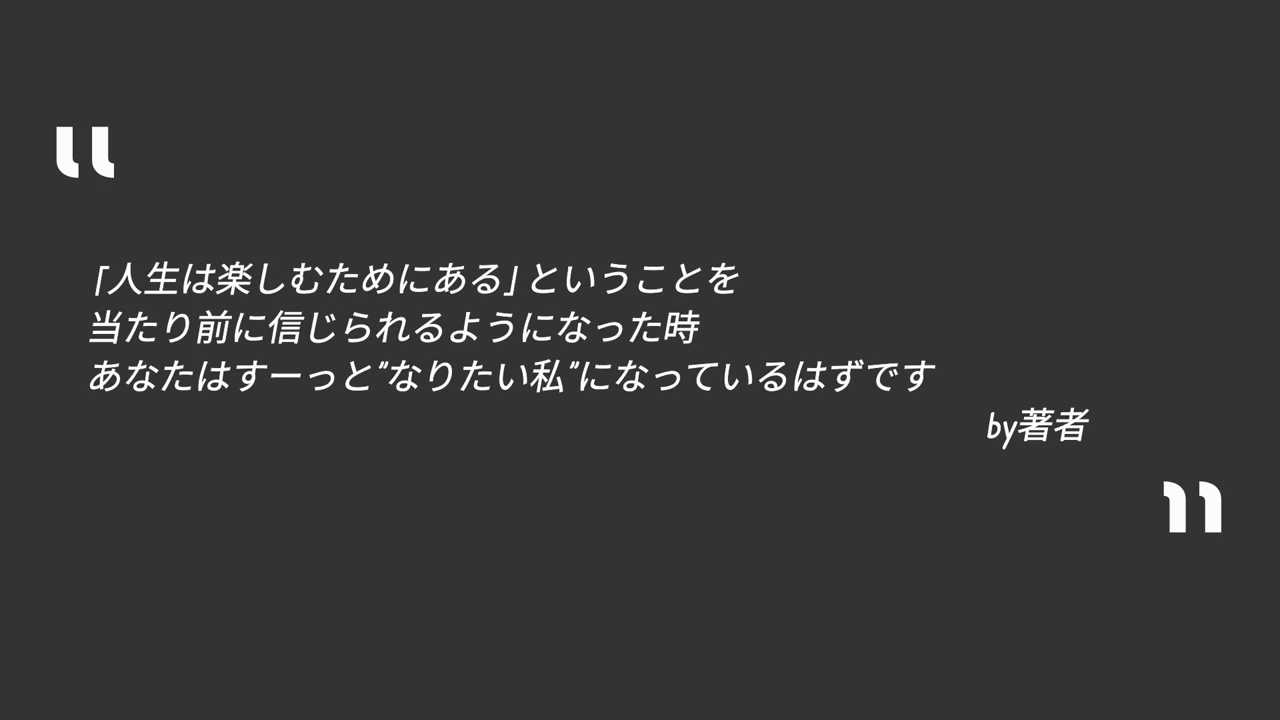 「人生は楽しむためにある」ということを
当たり前に信じられるようになった時
あなたはすーっと"なりたい私"になっているはずです
by著者